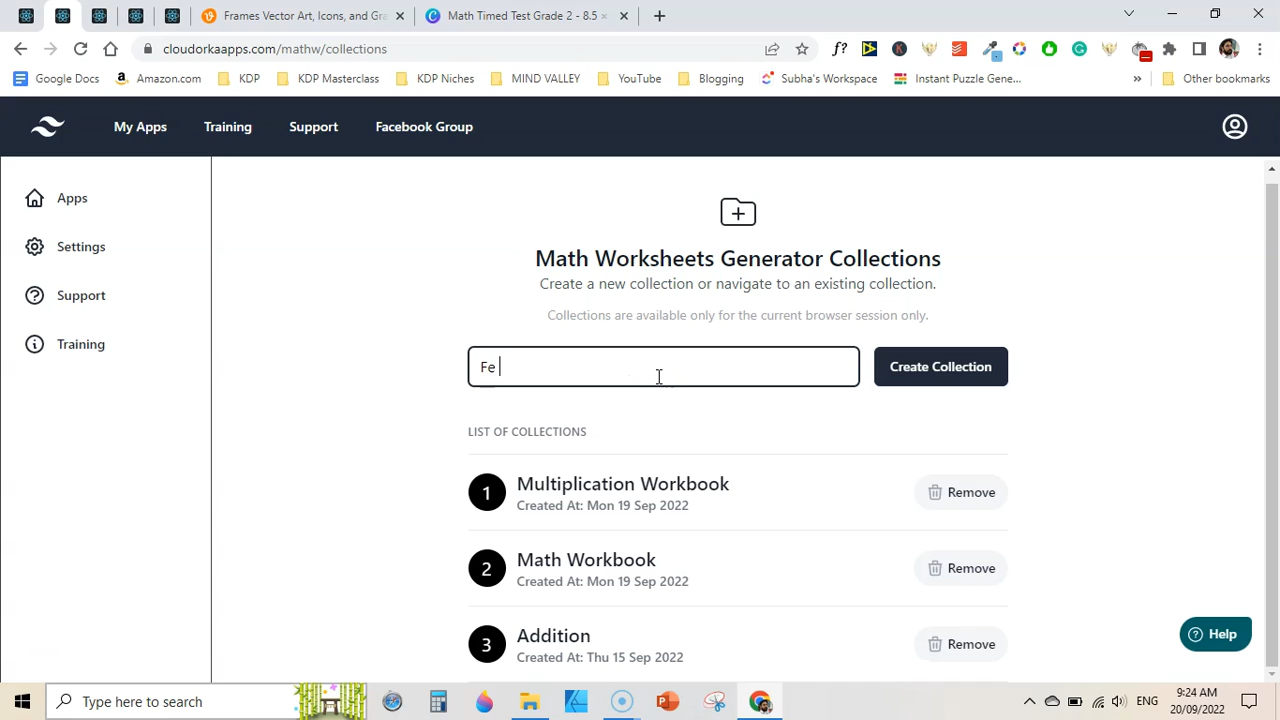 Frames Vector Art, Icons, and Gra
Math Timed Test Grade 2 - 8.5 ×
cloudorkaapps.com/mathw/collections
Google Docs
Amazon.com
KDP
KDP Masterclass
KDP Niches
MIND VALLEY
YouTube
Blogging
Subha's Workspace
Instant Puzzle Gene...
Other bookmarks
My Apps
Training
Support
Facebook Group
Apps
Settings
Support
Training
Math Worksheets Generator Collections
Create a new collection or navigate to an existing collection.
Collections are available only for the current browser session only.
Fe
Create Collection
LIST OF COLLECTIONS
1 Multiplication Workbook
Created At: Mon 19 Sep 2022
Remove
2 Math Workbook
Created At: Mon 19 Sep 2022
Remove
3 Addition
Created At: Thu 15 Sep 2022
Remove
Help
Type here to search
ENG
9:24 AM
20/09/2022